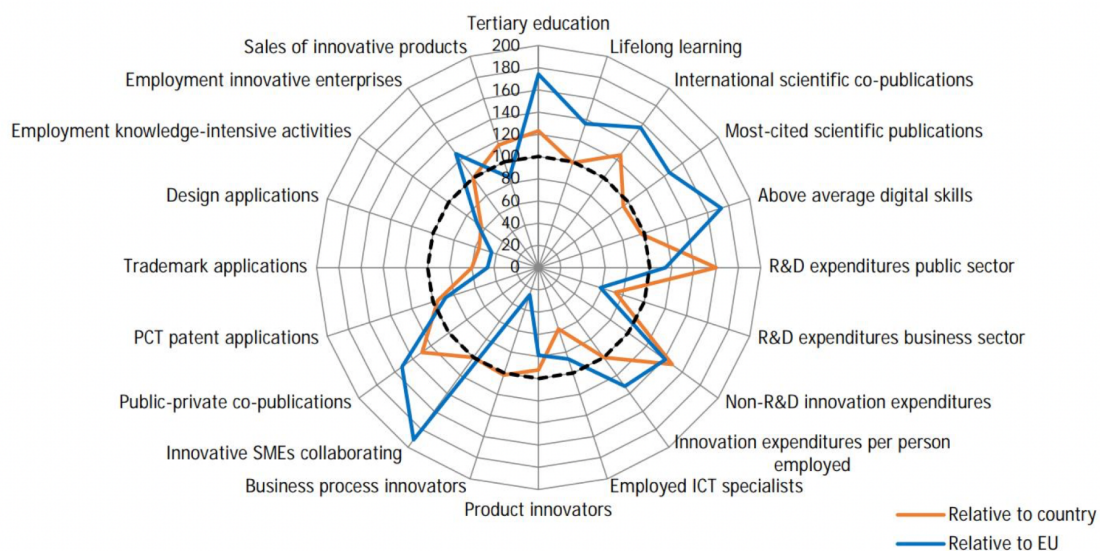 Tertiary education
Sales of innovative products
200
Lifelong learning
180
Employment innovative enterprises
International scientific co-publications
160
140
Employment knowledge-intensive activities
Most-cited scientific publications
120
100
80
Design applications
Above average digital skills
60
40
20
Trademark applications
0
R&D expenditures public sector
PCT patent applications
R&D expenditures business sector
Public-private co-publications
Non-R&D innovation expenditures
Innovative SMEs collaborating
Innovation expenditures per person
employed
Business process innovators
Employed ICT specialists
Product innovators
Relative to country
Relative to EU